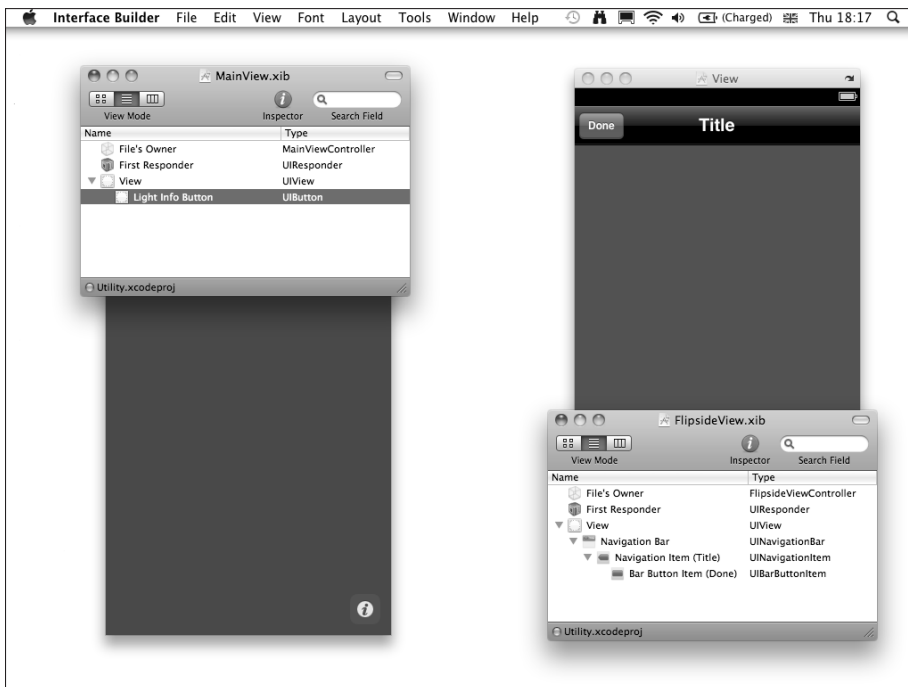 Interface Builder File Edit View Font Layout Tools Window Help (Charged) Thu 18:17
MainView.xib
View Mode Inspector Search Field
Name Type
File's Owner MainViewController
First Responder UIResponder
View UIView
Light Info Button UIButton
Utility.xcodeproj
View
Done Title
FlipsideView.xib
View Mode Inspector Search Field
Name Type
File's Owner FlipsideViewController
First Responder UIResponder
View UIView
Navigation Bar UINavigationBar
Navigation Item (Title) UINavigationItem
Bar Button Item (Done) UIBarButtonItem
Utility.xcodeproj